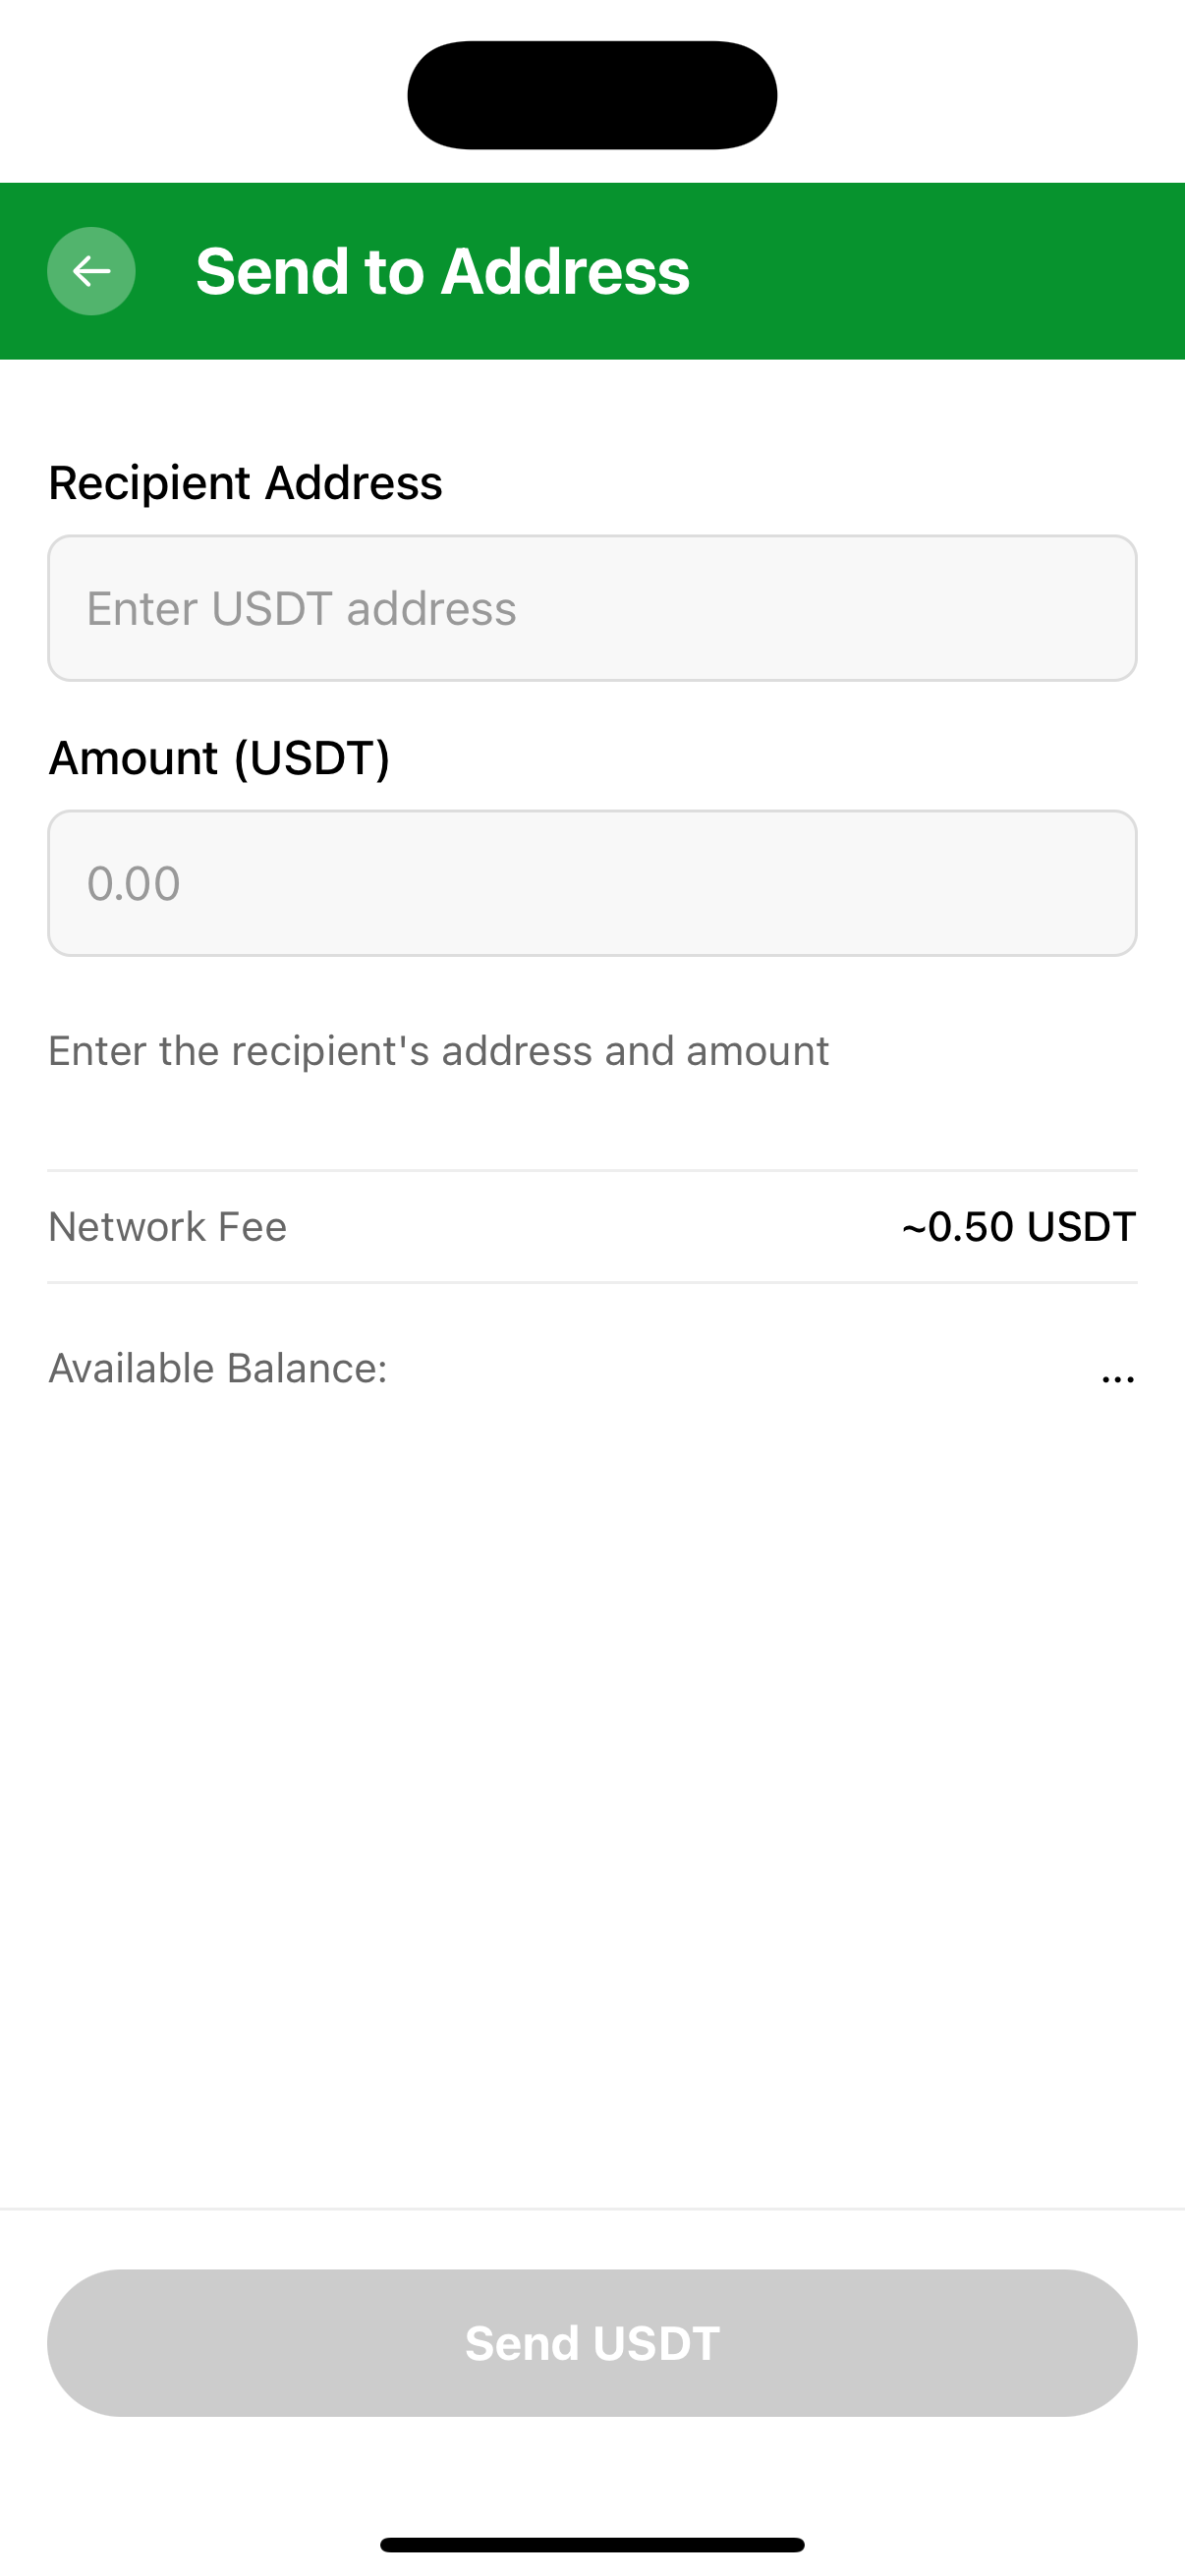 Send to Address
Recipient Address
Enter USDT address
Amount (USDT)
0.00
Enter the recipient's address and amount
Network Fee
~0.50 USDT
Available Balance:
...
Send USDT